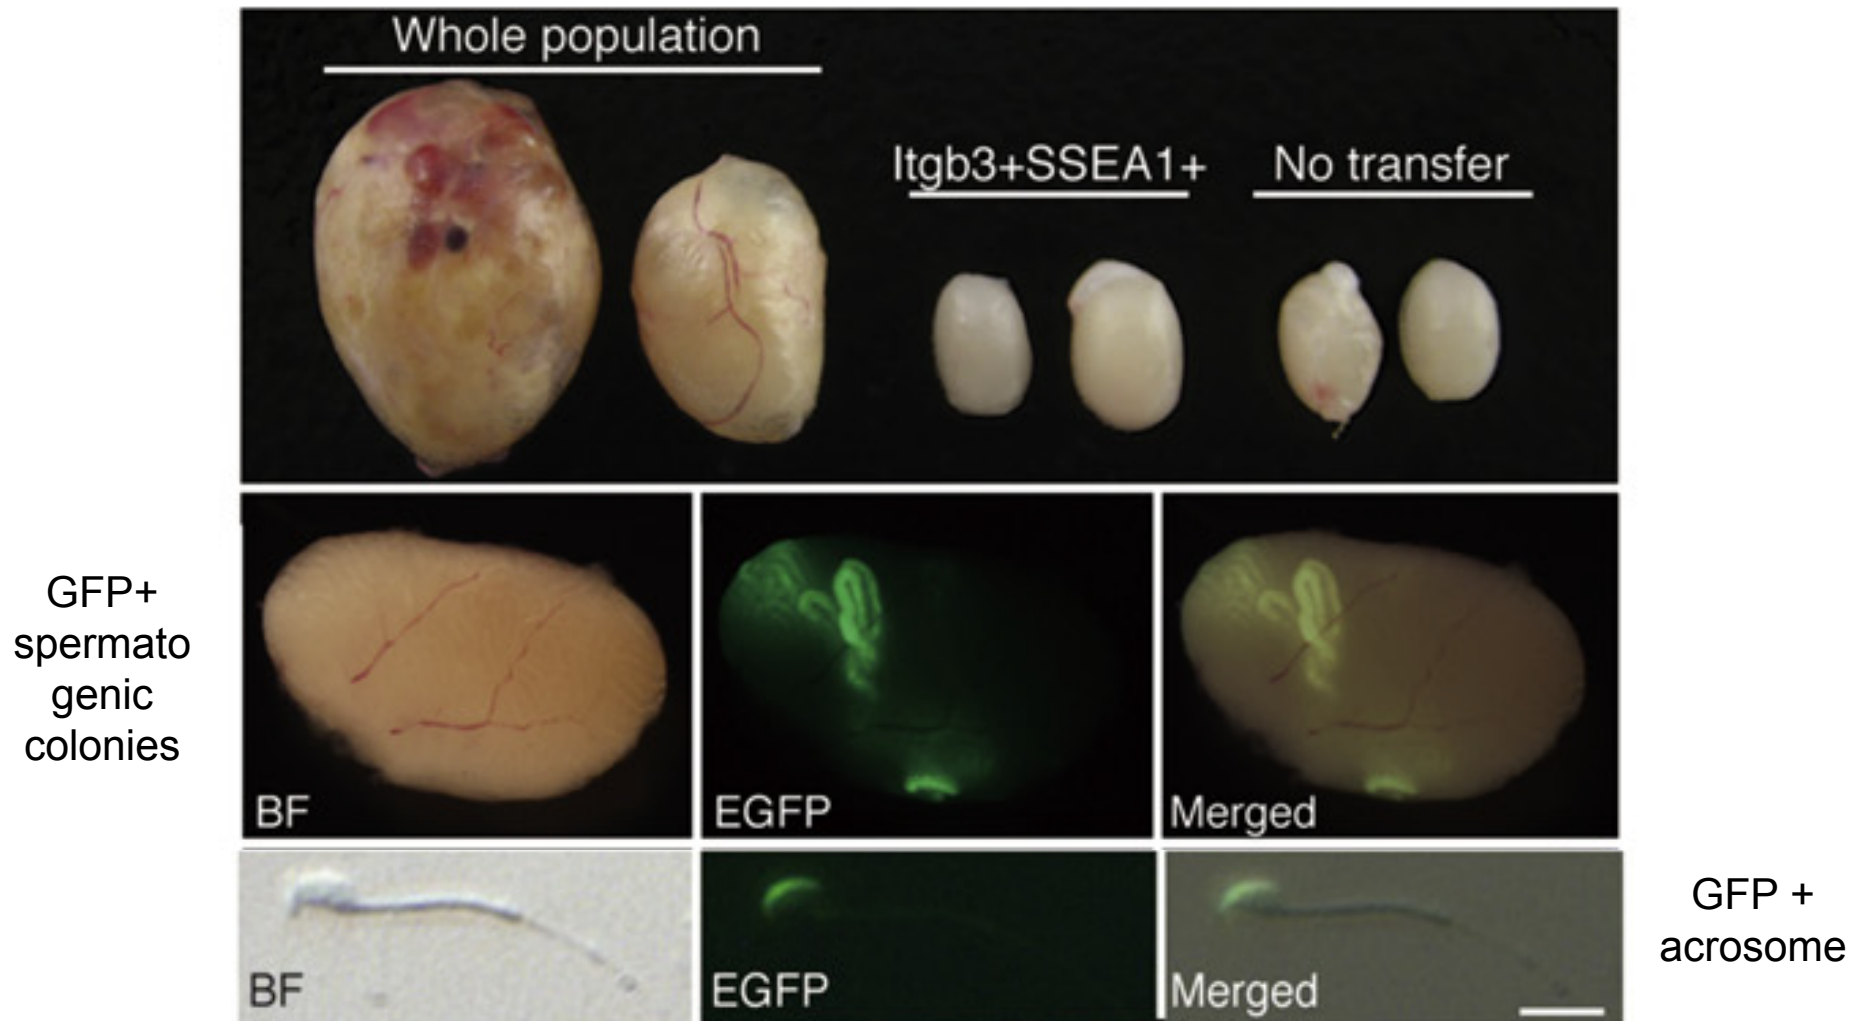 Whole population
Itgb3+SSEA1+
No transfer
GFP+
spermato
genic
colonies
BF
EGFP
Merged
BF
EGFP
Merged
GFP +
acrosome